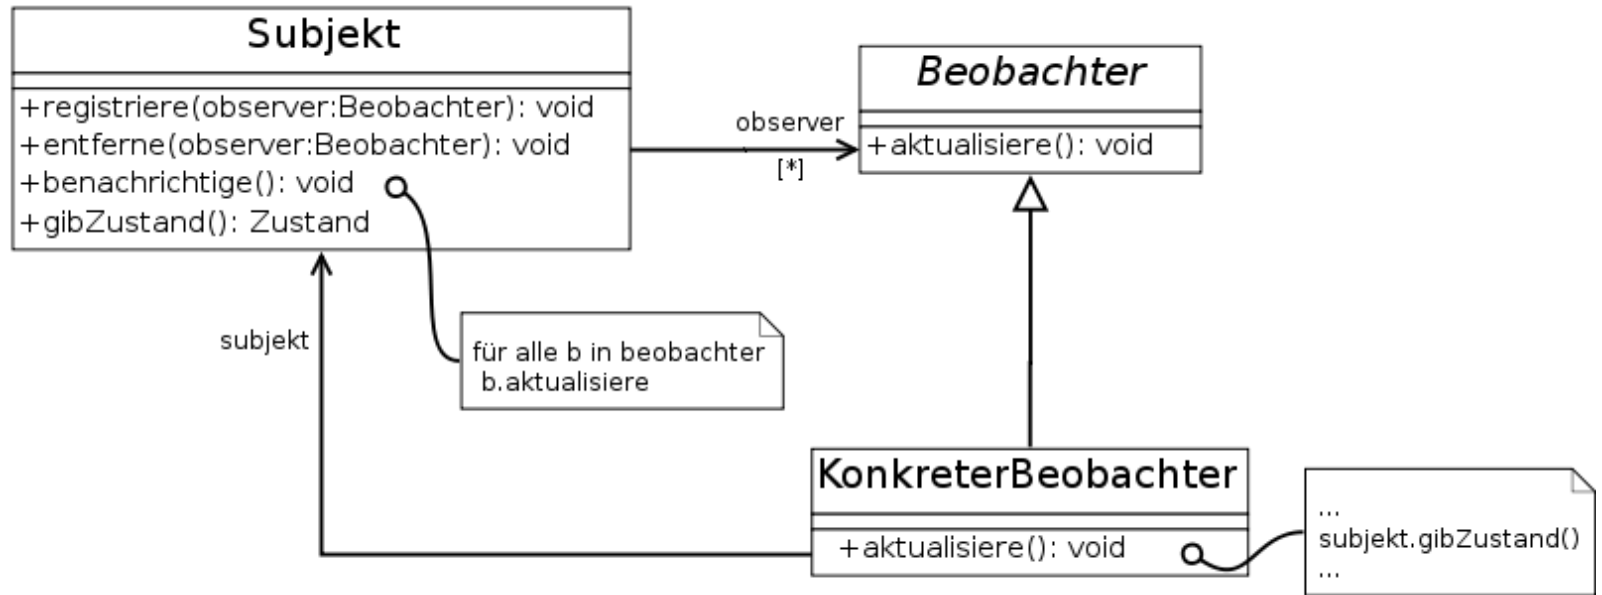 Subjekt
+registriere(observer:Beobachter): void
+entferne(observer:Beobachter): void
+benachrichtige(): void
+gibZustand(): Zustand
observer
[*]
Beobachter
+aktualisiere(): void
subjekt
für alle b in beobachter
b.aktualisiere
KonkreterBeobachter
+aktualisiere(): void
...
subjekt.gibZustand()
...